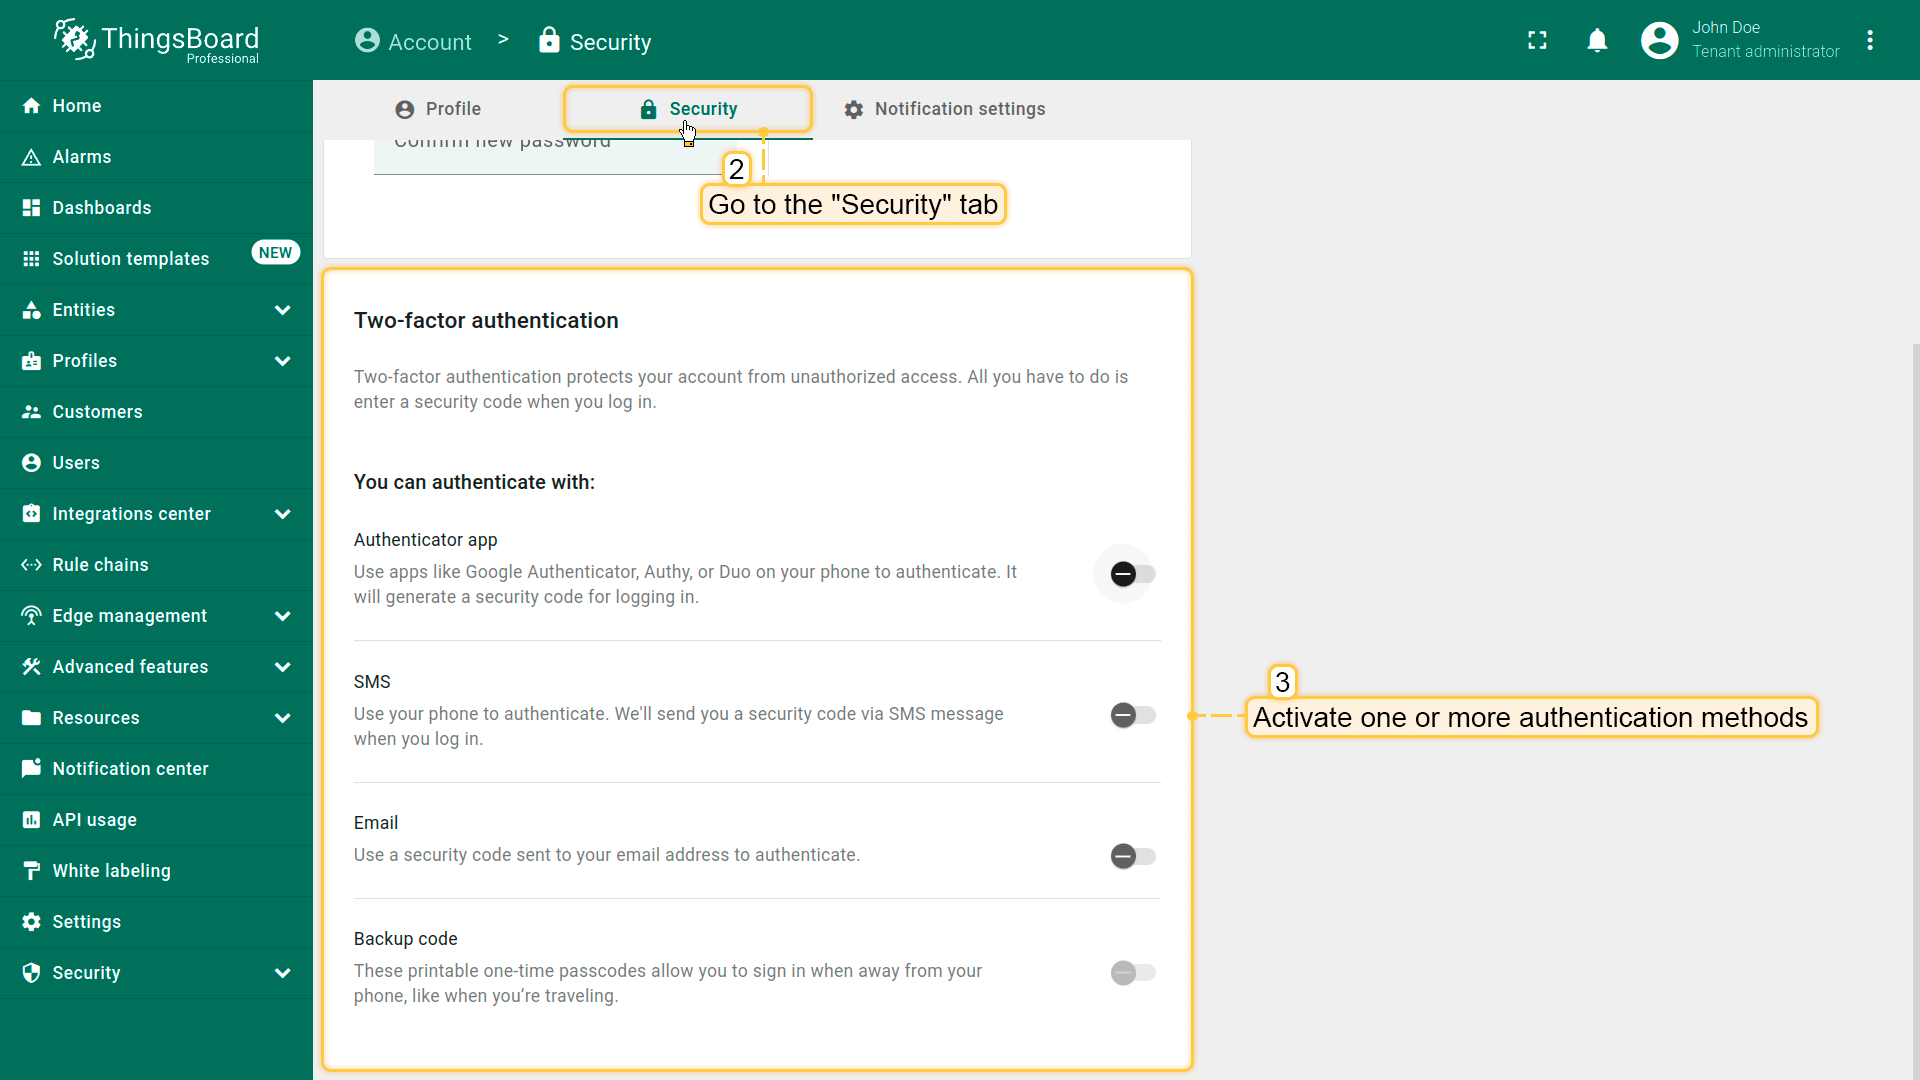 ThingsBoard
Professional
Account > Security
John Doe
Tenant administrator
Home
Alarms
Dashboards
Solution templates
NEW
Entities
Profiles
Customers
Users
Integrations center
Rule chains
Edge management
Advanced features
Resources
Notification center
API usage
White labeling
Settings
Security
Profile
Security
Notification settings
Confirm new password
2
Go to the "Security" tab
Two-factor authentication
Two-factor authentication protects your account from unauthorized access. All you have to do is
enter a security code when you log in.
You can authenticate with:
Authenticator app
Use apps like Google Authenticator, Authy, or Duo on your phone to authenticate. It
will generate a security code for logging in.
SMS
Use your phone to authenticate. We'll send you a security code via SMS message
when you log in.
Email
Use a security code sent to your email address to authenticate.
Backup code
These printable one-time passcodes allow you to sign in when away from your
phone, like when you’re traveling.
3
Activate one or more authentication methods